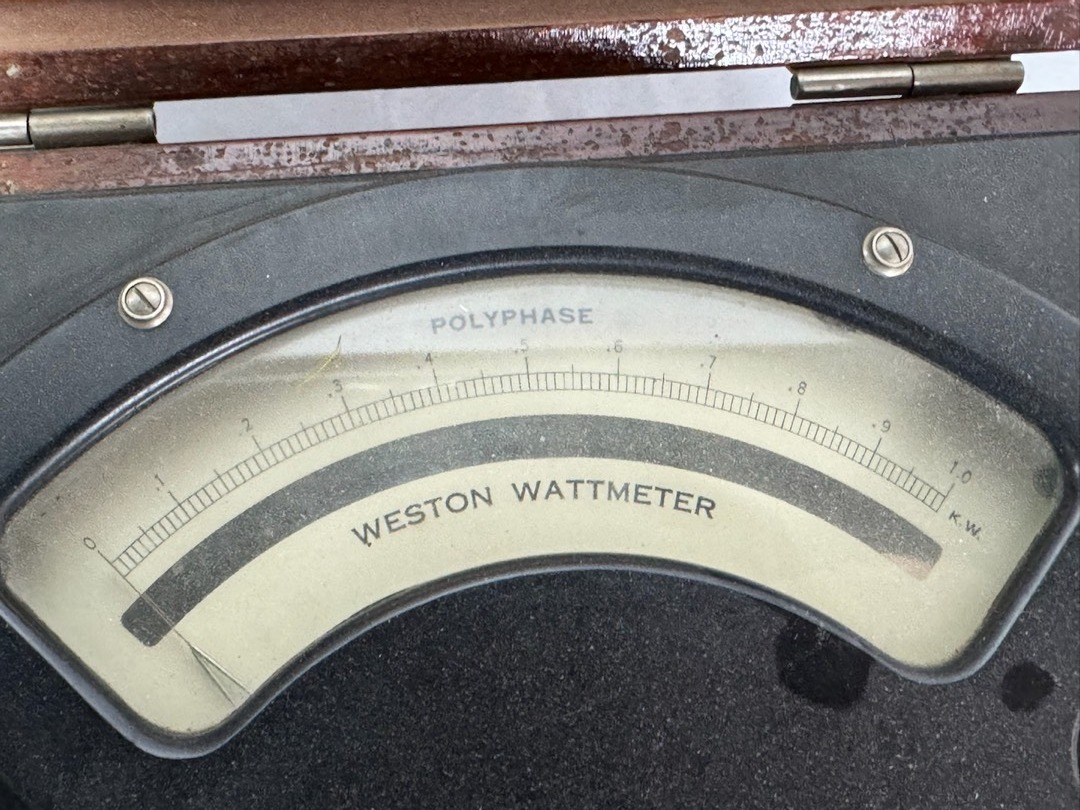 POLYPHASE
0 .1 .2 .3 .4 .5 .6 .7 .8 .9 1.0
K.W.
WESTON WATTMETER